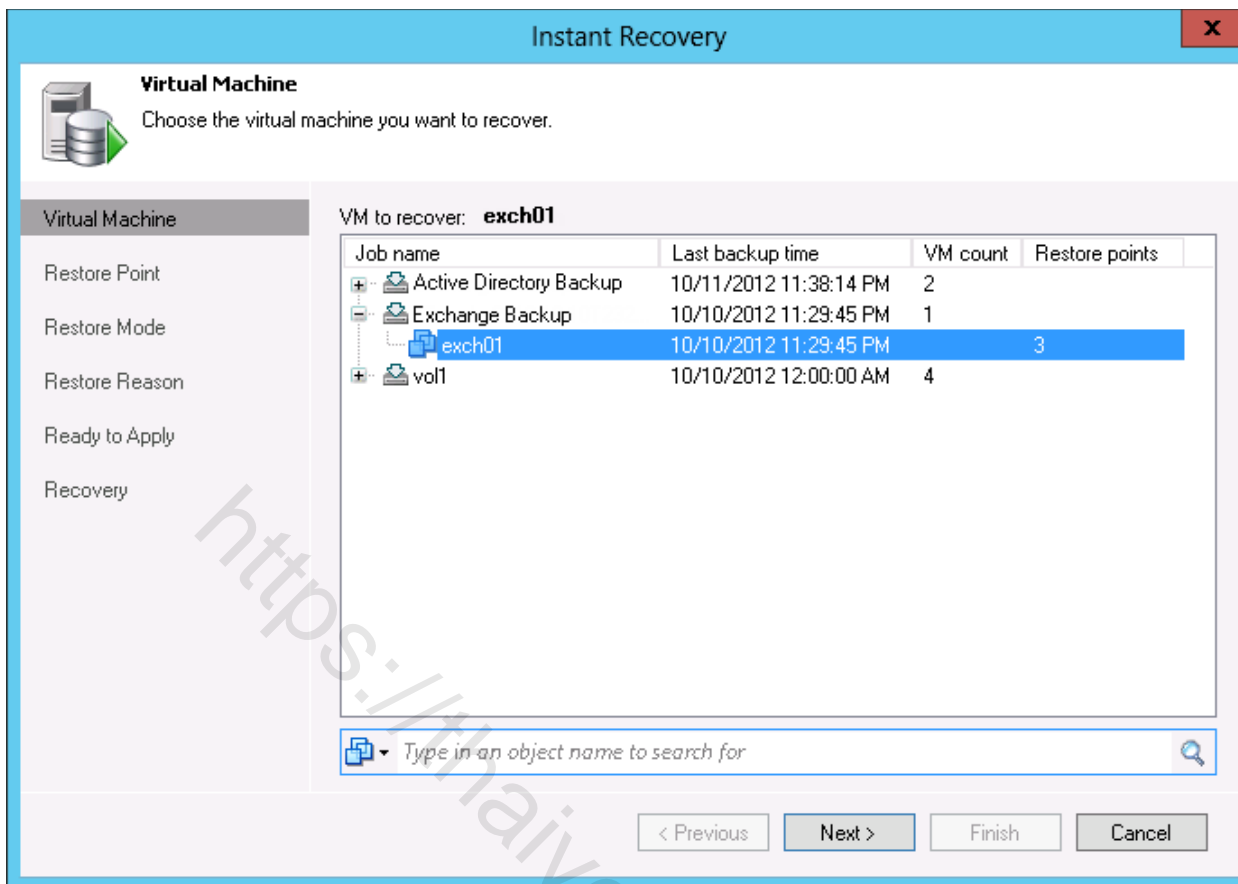 Instant Recovery
x
Virtual Machine
Choose the virtual machine you want to recover.
Virtual Machine
Restore Point
Restore Mode
Restore Reason
Ready to Apply
Recovery
VM to recover: exch01
Job name Last backup time VM count Restore points
Active Directory Backup 10/11/2012 11:38:14 PM 2
Exchange Backup 10/10/2012 11:29:45 PM 1
exch01 10/10/2012 11:29:45 PM 3
vol1 10/10/2012 12:00:00 AM 4
Type in an object name to search for
< Previous Next > Finish Cancel
https://thaiv